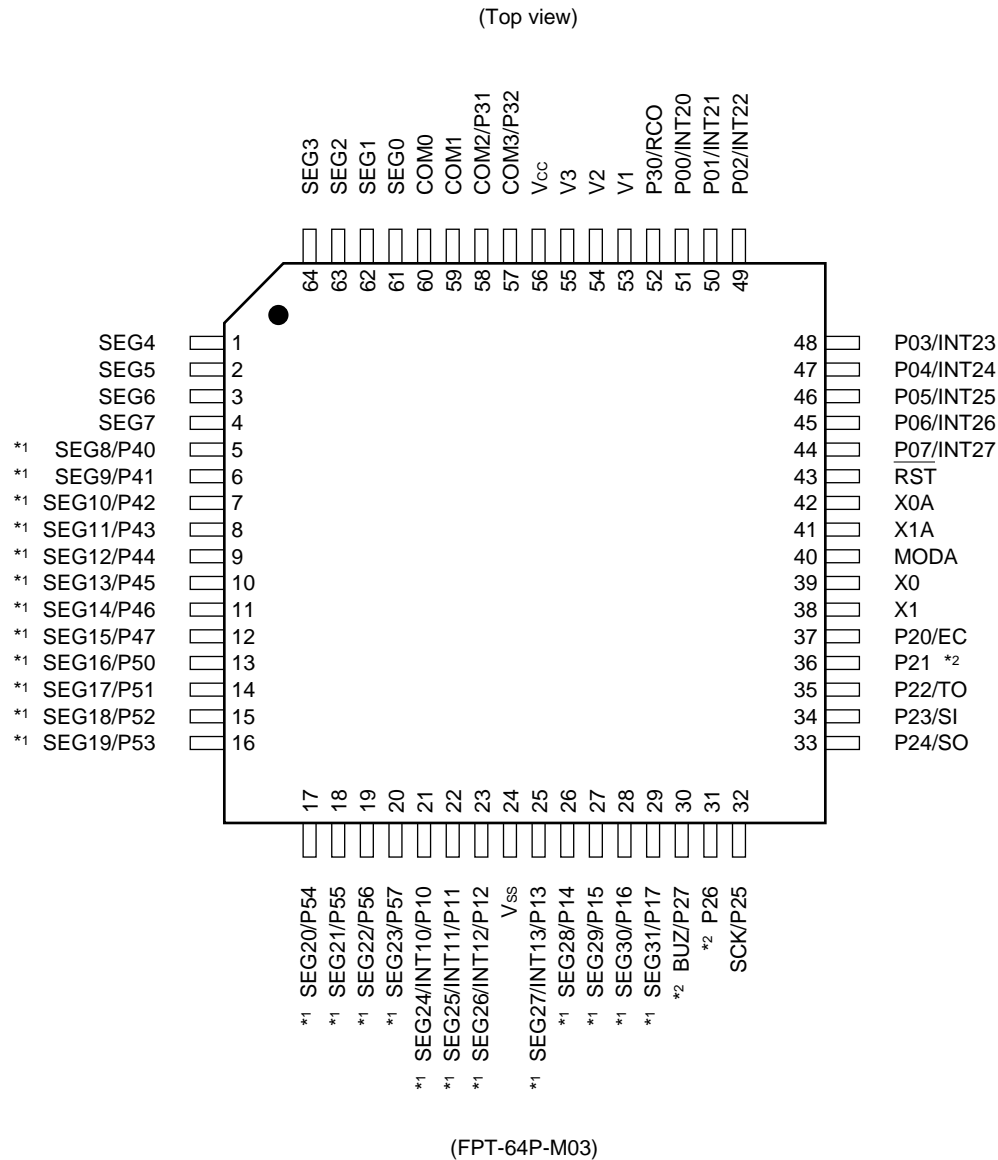 (Top view)
SEG3
SEG2
SEG1
SEG0
COM0
COM1
COM2/P31
COM3/P32
Vcc
V3
V2
V1
P30/RCO
P00/INT20
P01/INT21
P02/INT22
64
63
62
61
60
59
58
57
56
55
54
53
52
51
50
49
SEG4 1
SEG5 2
SEG6 3
SEG7 4
*1 SEG8/P40 5
*1 SEG9/P41 6
*1 SEG10/P42 7
*1 SEG11/P43 8
*1 SEG12/P44 9
*1 SEG13/P45 10
*1 SEG14/P46 11
*1 SEG15/P47 12
*1 SEG16/P50 13
*1 SEG17/P51 14
*1 SEG18/P52 15
*1 SEG19/P53 16
48 P03/INT23
47 P04/INT24
46 P05/INT25
45 P06/INT26
44 P07/INT27
43 RST
42 X0A
41 X1A
40 MODA
39 X0
38 X1
37 P20/EC
36 P21 *2
35 P22/TO
34 P23/SI
33 P24/SO
17
18
19
20
21
22
23
24
25
26
27
28
29
30
31
32
*1 SEG20/P54
*1 SEG21/P55
*1 SEG22/P56
*1 SEG23/P57
*1 SEG24/INT10/P10
*1 SEG25/INT11/P11
*1 SEG26/INT12/P12
Vss
*1 SEG27/INT13/P13
*1 SEG28/P14
*1 SEG29/P15
*1 SEG30/P16
*1 SEG31/P17
*2 BUZ/P27
*2 P26
SCK/P25
(FPT-64P-M03)